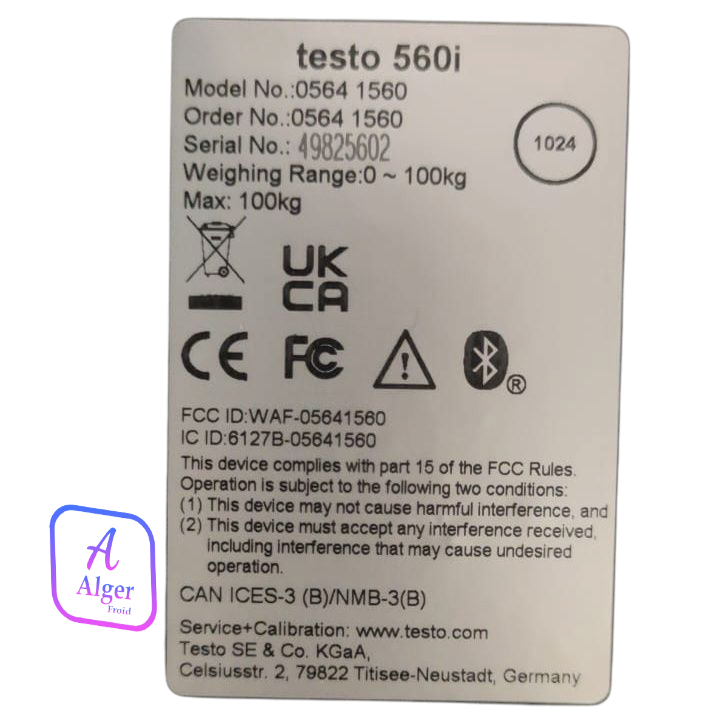 testo 560i
Model No.:0564 1560
Order No.:0564 1560
Serial No.: 49825602
1024
Weighing Range:0 ~ 100kg
Max: 100kg
UK
CA
CE FC ®
FCC ID:WAF-05641560
IC ID:6127B-05641560
This device complies with part 15 of the FCC Rules.
Operation is subject to the following two conditions:
(1) This device may not cause harmful interference, and
(2) This device must accept any interference received,
including interference that may cause undesired
operation.
CAN ICES-3 (B)/NMB-3(B)
Service+Calibration: www.testo.com
Testo SE & Co. KGaA,
Celsiusstr. 2, 79822 Titisee-Neustadt, Germany
A
Alger
Froid